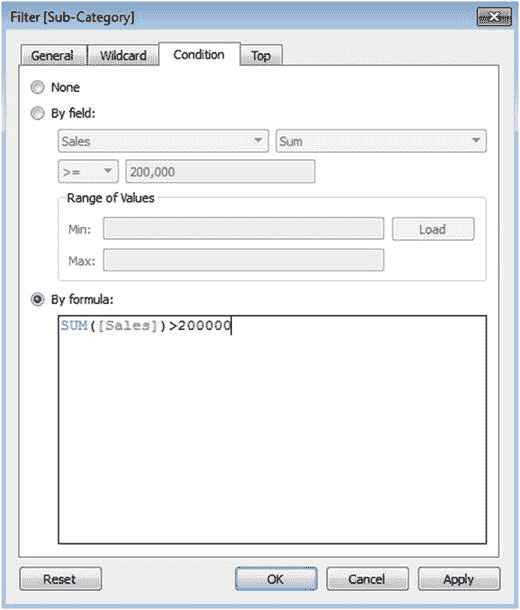 Filter [Sub-Category]
General Wildcard Condition Top
None
By field:
Sales Sum
>= 200,000
Range of Values
Min: Load
Max:
By formula:
SUM([Sales])>200000
Reset OK Cancel Apply